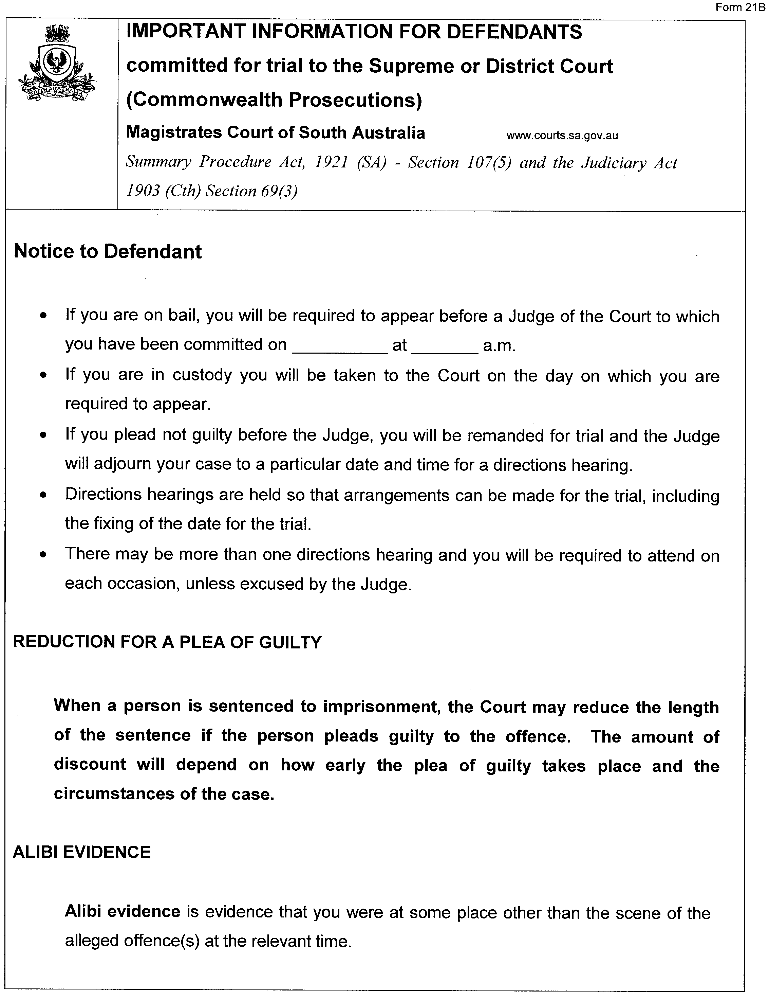 Form 21B
IMPORTANT INFORMATION FOR DEFENDANTS
committed for trial to the Supreme or District Court
(Commonwealth Prosecutions)
Magistrates Court of South Australia www.courts.sa.gov.au
Summary Procedure Act, 1921 (SA) - Section 107(5) and the Judiciary Act
1903 (Cth) Section 69(3)
SOUTH AUSTRALIA
Notice to Defendant
• If you are on bail, you will be required to appear before a Judge of the Court to which
you have been committed on __________ at _______ a.m.
• If you are in custody you will be taken to the Court on the day on which you are
required to appear.
• If you plead not guilty before the Judge, you will be remanded for trial and the Judge
will adjourn your case to a particular date and time for a directions hearing.
• Directions hearings are held so that arrangements can be made for the trial, including
the fixing of the date for the trial.
• There may be more than one directions hearing and you will be required to attend on
each occasion, unless excused by the Judge.
REDUCTION FOR A PLEA OF GUILTY
When a person is sentenced to imprisonment, the Court may reduce the length
of the sentence if the person pleads guilty to the offence. The amount of
discount will depend on how early the plea of guilty takes place and the
circumstances of the case.
ALIBI EVIDENCE
Alibi evidence is evidence that you were at some place other than the scene of the
alleged offence(s) at the relevant time.